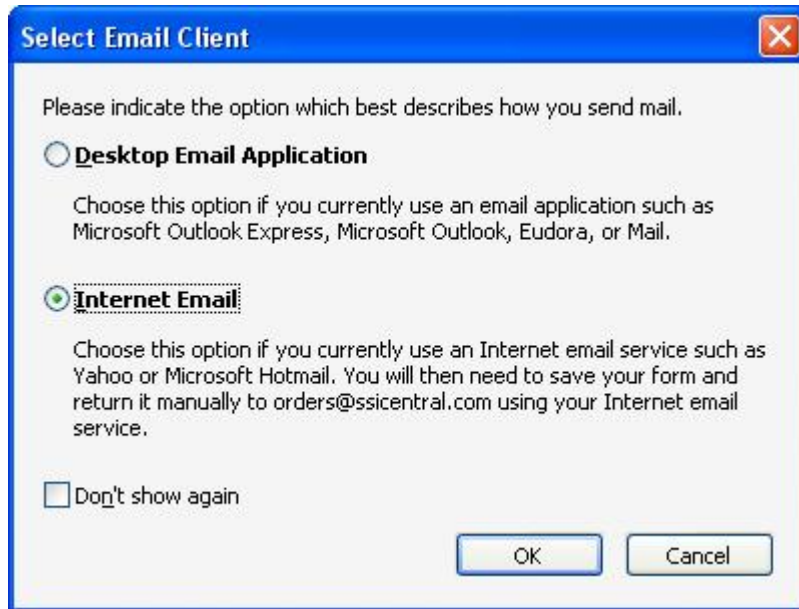 Select Email Client
Please indicate the option which best describes how you send mail.
Desktop Email Application
Choose this option if you currently use an email application such as
Microsoft Outlook Express, Microsoft Outlook, Eudora, or Mail.
Internet Email
Choose this option if you currently use an Internet email service such as
Yahoo or Microsoft Hotmail. You will then need to save your form and
return it manually to orders@ssicentral.com using your Internet email
service.
Don't show again
OK Cancel